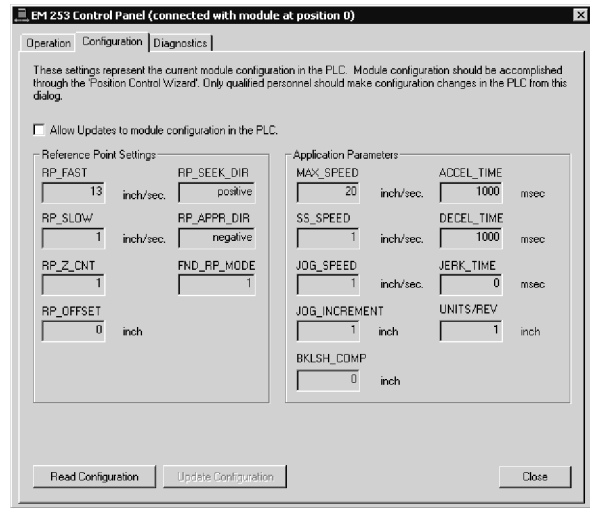 EM 253 Control Panel (connected with module at position 0)
Operation Configuration Diagnostics
These settings represent the current module configuration in the PLC. Module configuration should be accomplished
through the 'Position Control Wizard'. Only qualified personnel should make configuration changes in the PLC from this
dialog.
Allow Updates to module configuration in the PLC.
Reference Point Settings
RP_FAST RP_SEEK_DIR
13 inch/sec. positive
RP_SLOW RP_APPR_DIR
1 inch/sec. negative
RP_Z_CNT FND_RP_MODE
1 1
RP_OFFSET
0 inch
Application Parameters
MAX_SPEED ACCEL_TIME
20 inch/sec. 1000 msec
SS_SPEED DECEL_TIME
1 inch/sec. 1000 msec
JOG_SPEED JERK_TIME
1 inch/sec. 0 msec
JOG_INCREMENT UNITS/REV
1 inch 1 inch
BKLSH_COMP
0 inch
Read Configuration Update Configuration Close